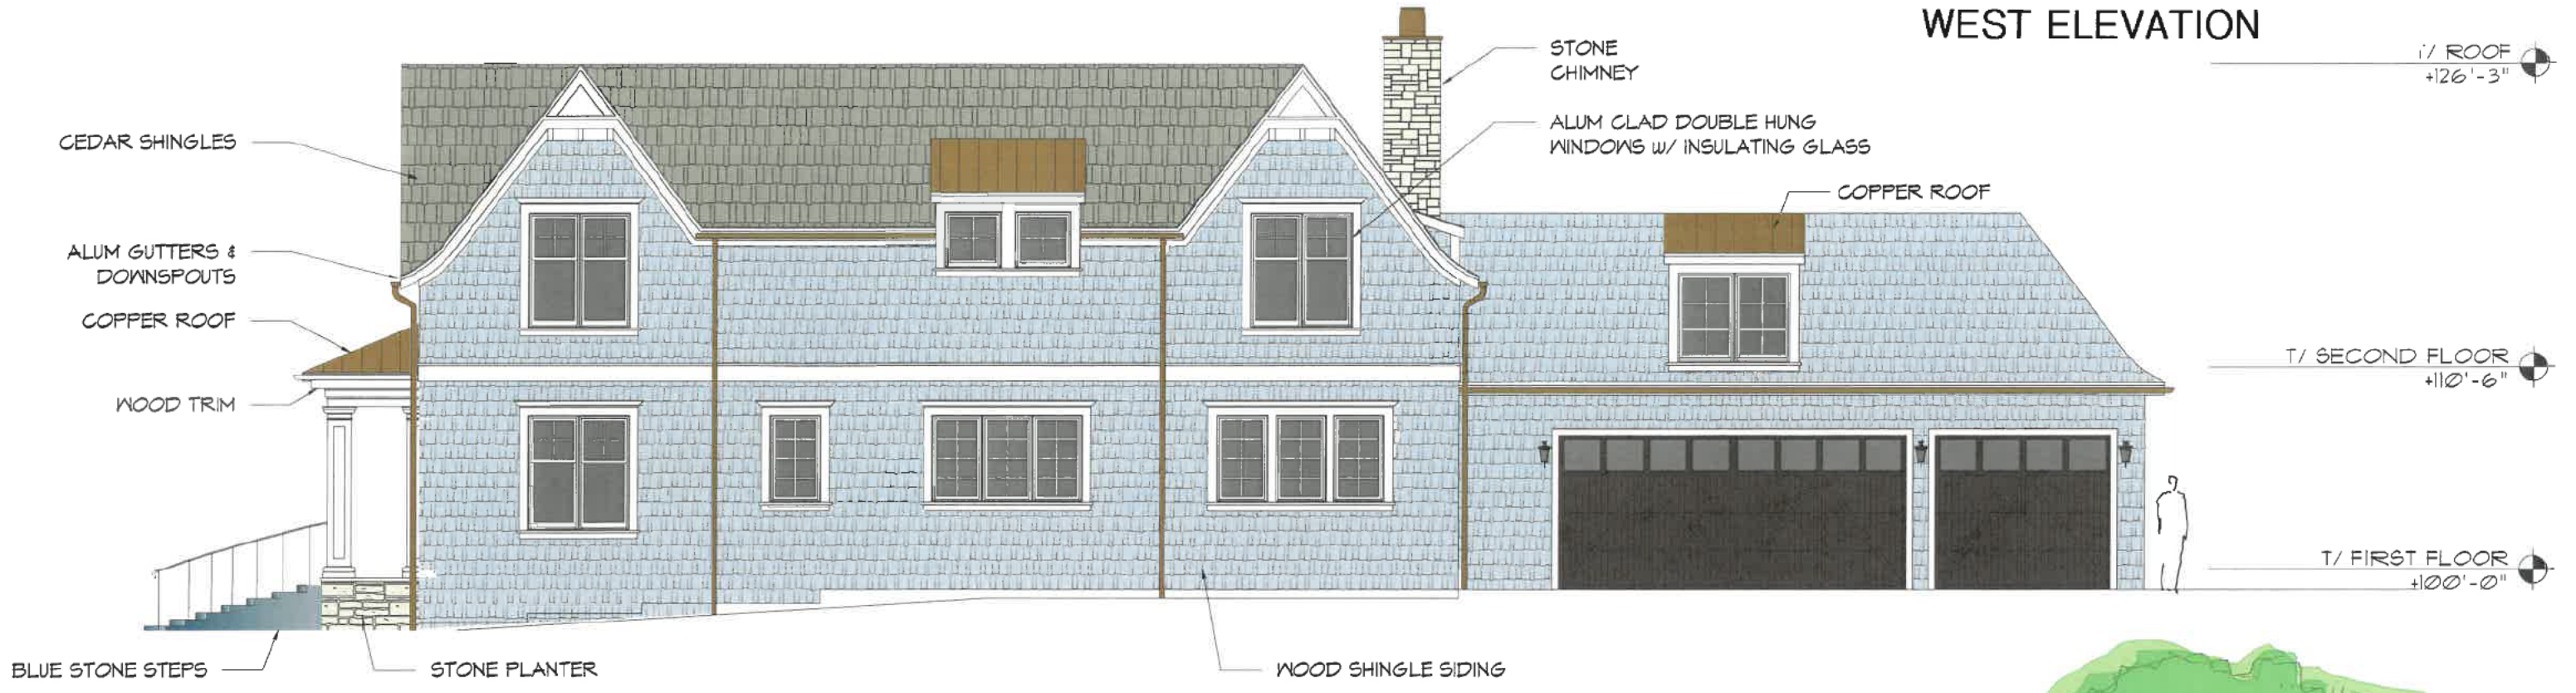 WEST ELEVATION
T/ ROOF
+126'-3"
STONE
CHIMNEY
ALUM CLAD DOUBLE HUNG
WINDOWS w/ INSULATING GLASS
CEDAR SHINGLES
COPPER ROOF
ALUM GUTTERS &
DOWNSPOUTS
COPPER ROOF
T/ SECOND FLOOR
+110'-6"
WOOD TRIM
T/ FIRST FLOOR
+100'-0"
BLUE STONE STEPS
STONE PLANTER
WOOD SHINGLE SIDING